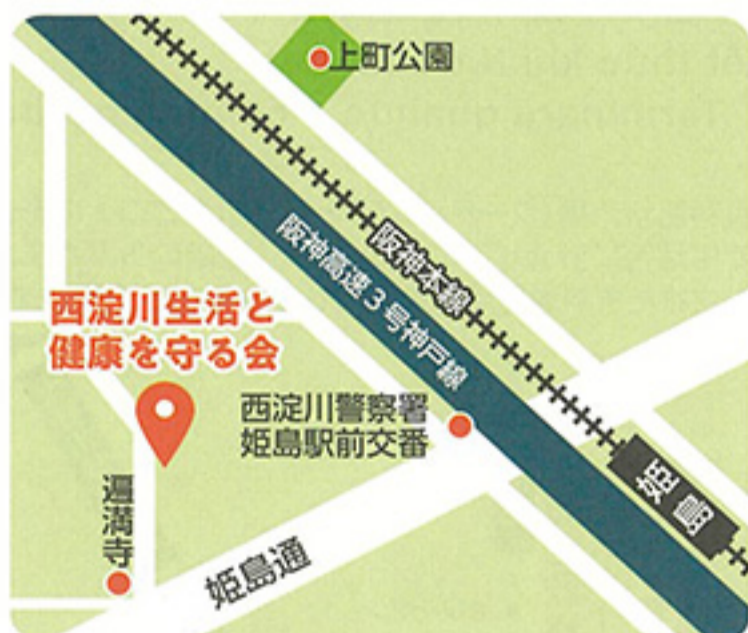 上町公園
阪神本線
阪神高速3号神戸線
西淀川生活と
健康を守る会
西淀川警察署
姫島駅前交番
姫島
遍満寺
姫島通